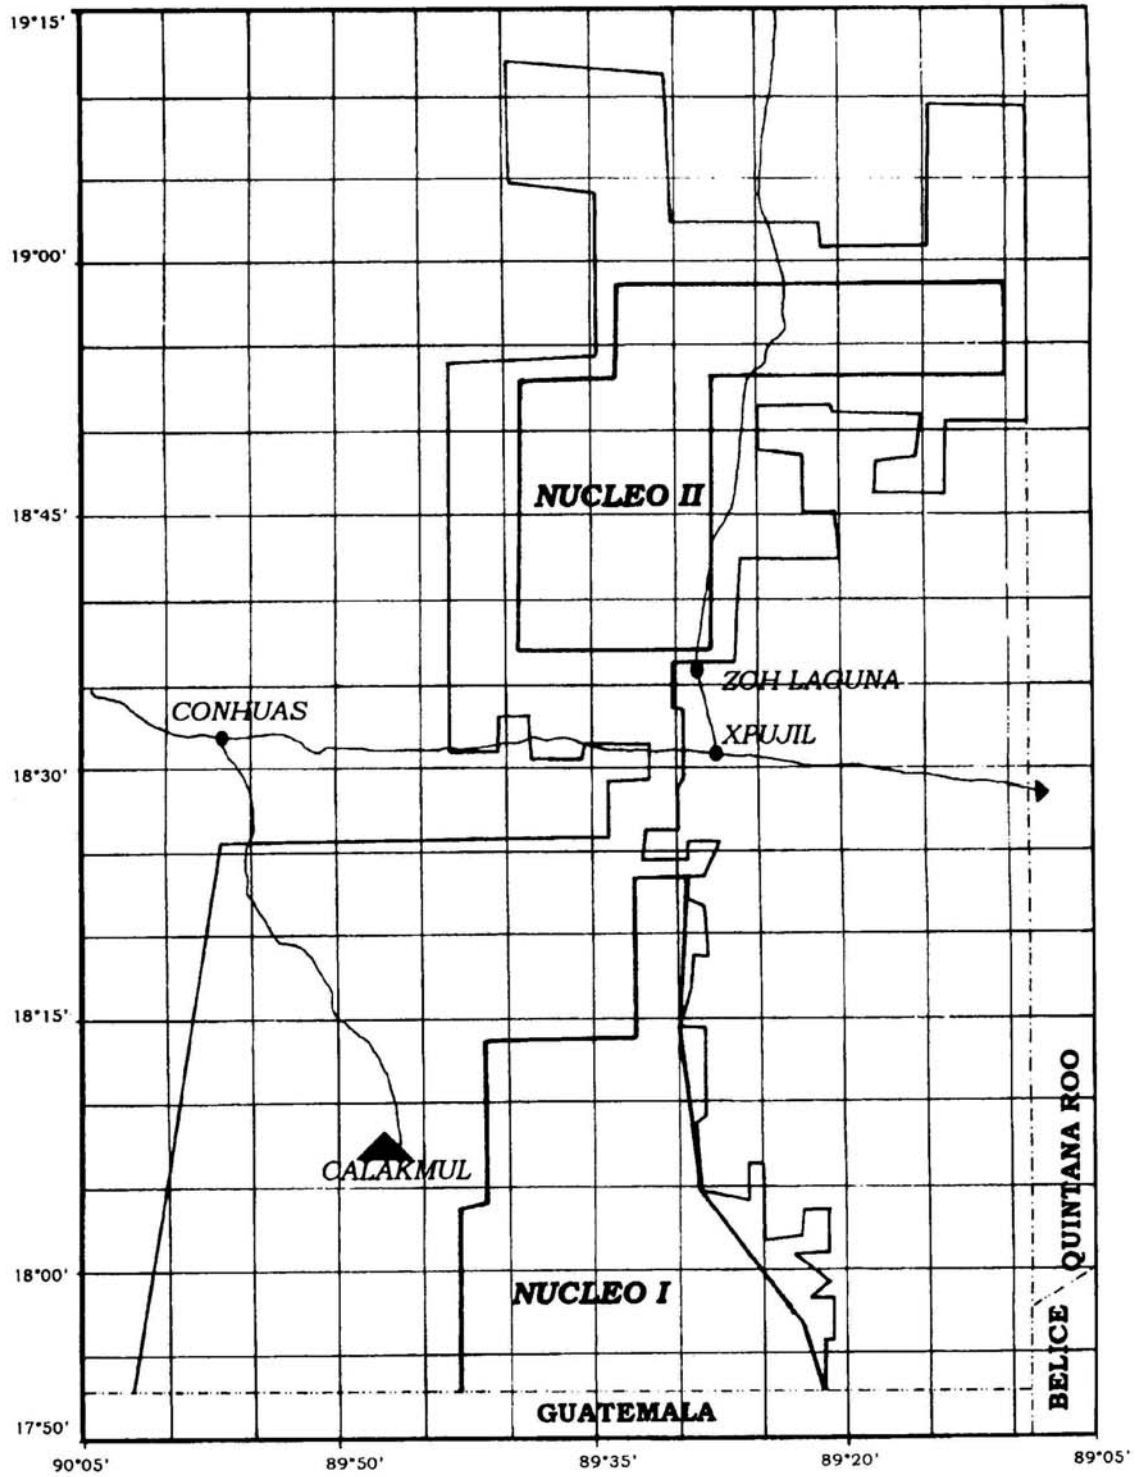 19°15'
19°00'
NUCLEO II
18°45'
ZOH LAGUNA
CONHUAS
XPUJIL
18°30'
18°15'
CALAKMUL
QUINTANA ROO
18°00'
NUCLEO I
BELICE
GUATEMALA
17°50'
90°05'
89°50'
89°35'
89°20'
89°05'